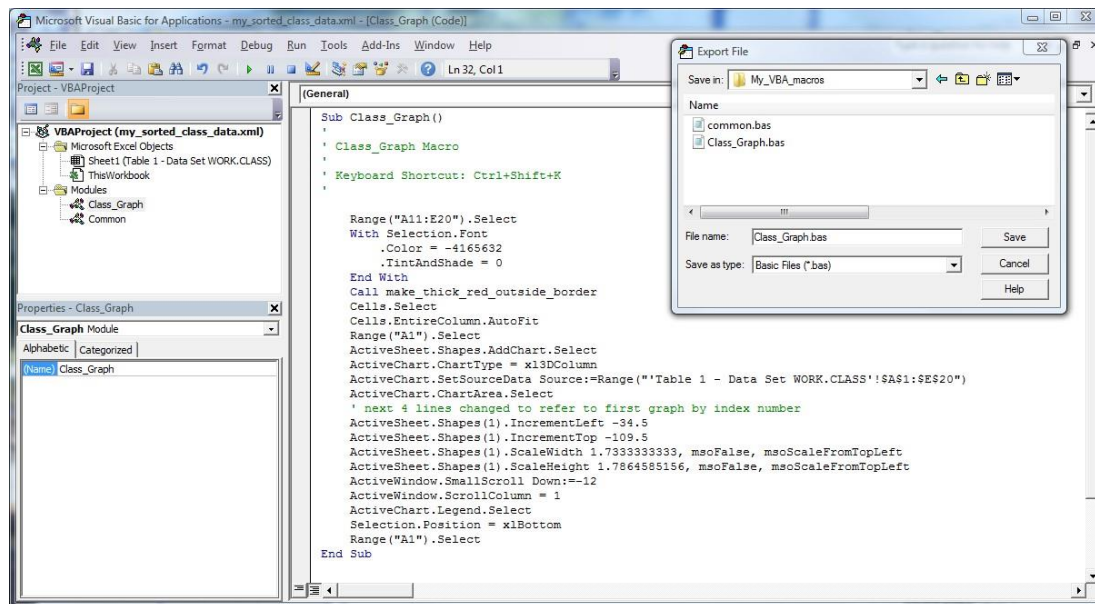 Microsoft Visual Basic for Applications - my_sorted_class_data.xml - [Class_Graph (Code)]
File Edit View Insert Format Debug Run Tools Add-Ins Window Help
Ln 32, Col 1
Project - VBAProject
VBAProject (my_sorted_class_data.xml)
Microsoft Excel Objects
Sheet1 (Table 1 - Data Set WORK.CLASS)
ThisWorkbook
Modules
Class_Graph
Common
Properties - Class_Graph
Class_Graph Module
Alphabetic Categorized
(Name) Class_Graph
(General)
Sub Class_Graph()
'
' Class_Graph Macro
'
' Keyboard Shortcut: Ctrl+Shift+K
'
Range("A11:E20").Select
With Selection.Font
.Color = -4165632
.TintAndShade = 0
End With
Call make_thick_red_outside_border
Cells.Select
Cells.EntireColumn.AutoFit
Range("A1").Select
ActiveSheet.Shapes.AddChart.Select
ActiveChart.ChartType = xl3DColumn
ActiveChart.SetSourceData Source:=Range("'Table 1 - Data Set WORK.CLASS'!$A$1:$E$20")
ActiveChart.ChartArea.Select
' next 4 lines changed to refer to first graph by index number
ActiveSheet.Shapes(1).IncrementLeft -34.5
ActiveSheet.Shapes(1).IncrementTop -109.5
ActiveSheet.Shapes(1).ScaleWidth 1.7333333333, msoFalse, msoScaleFromTopLeft
ActiveSheet.Shapes(1).ScaleHeight 1.7864585156, msoFalse, msoScaleFromTopLeft
ActiveWindow.SmallScroll Down:=-12
ActiveWindow.ScrollColumn = 1
ActiveChart.Legend.Select
Selection.Position = xlBottom
Range("A1").Select
End Sub
Export File
Save in: My_VBA_macros
Name
common.bas
Class_Graph.bas
File name: Class_Graph.bas Save
Save as type: Basic Files (*.bas) Cancel
Help